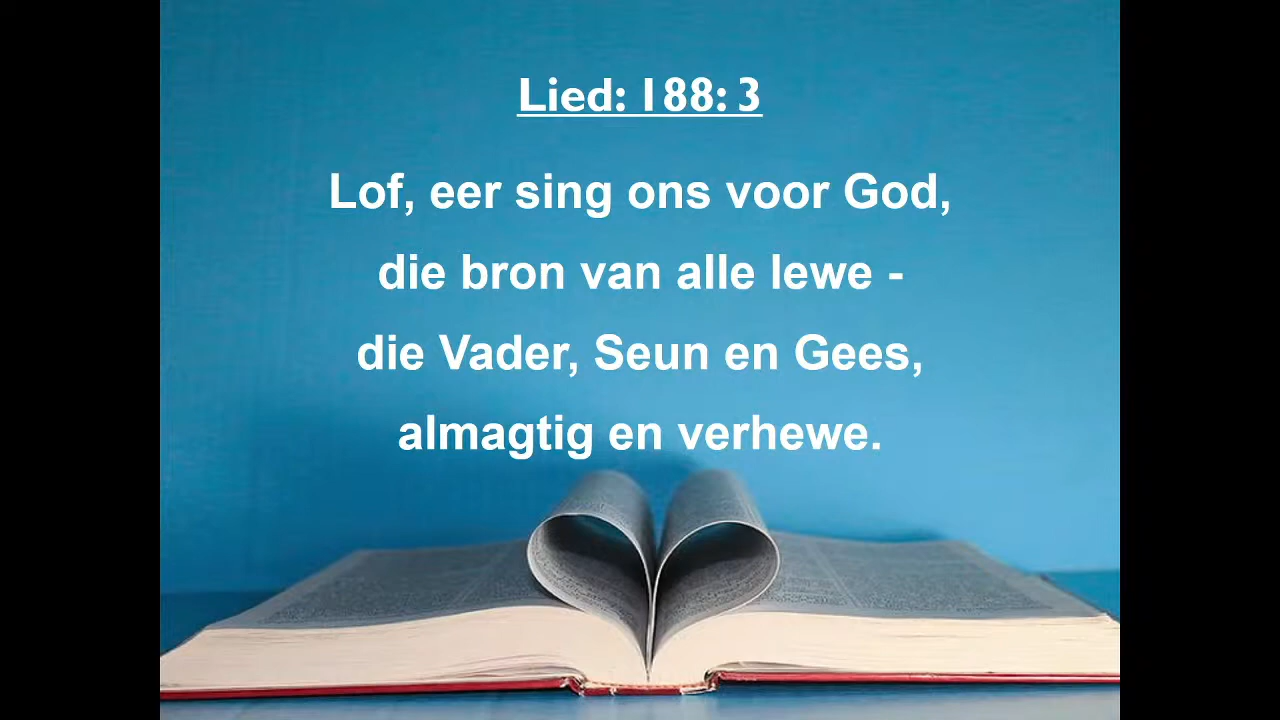 Lied: 188: 3
Lof, eer sing ons voor God,
die bron van alle lewe -
die Vader, Seun en Gees,
almagtig en verhewe.